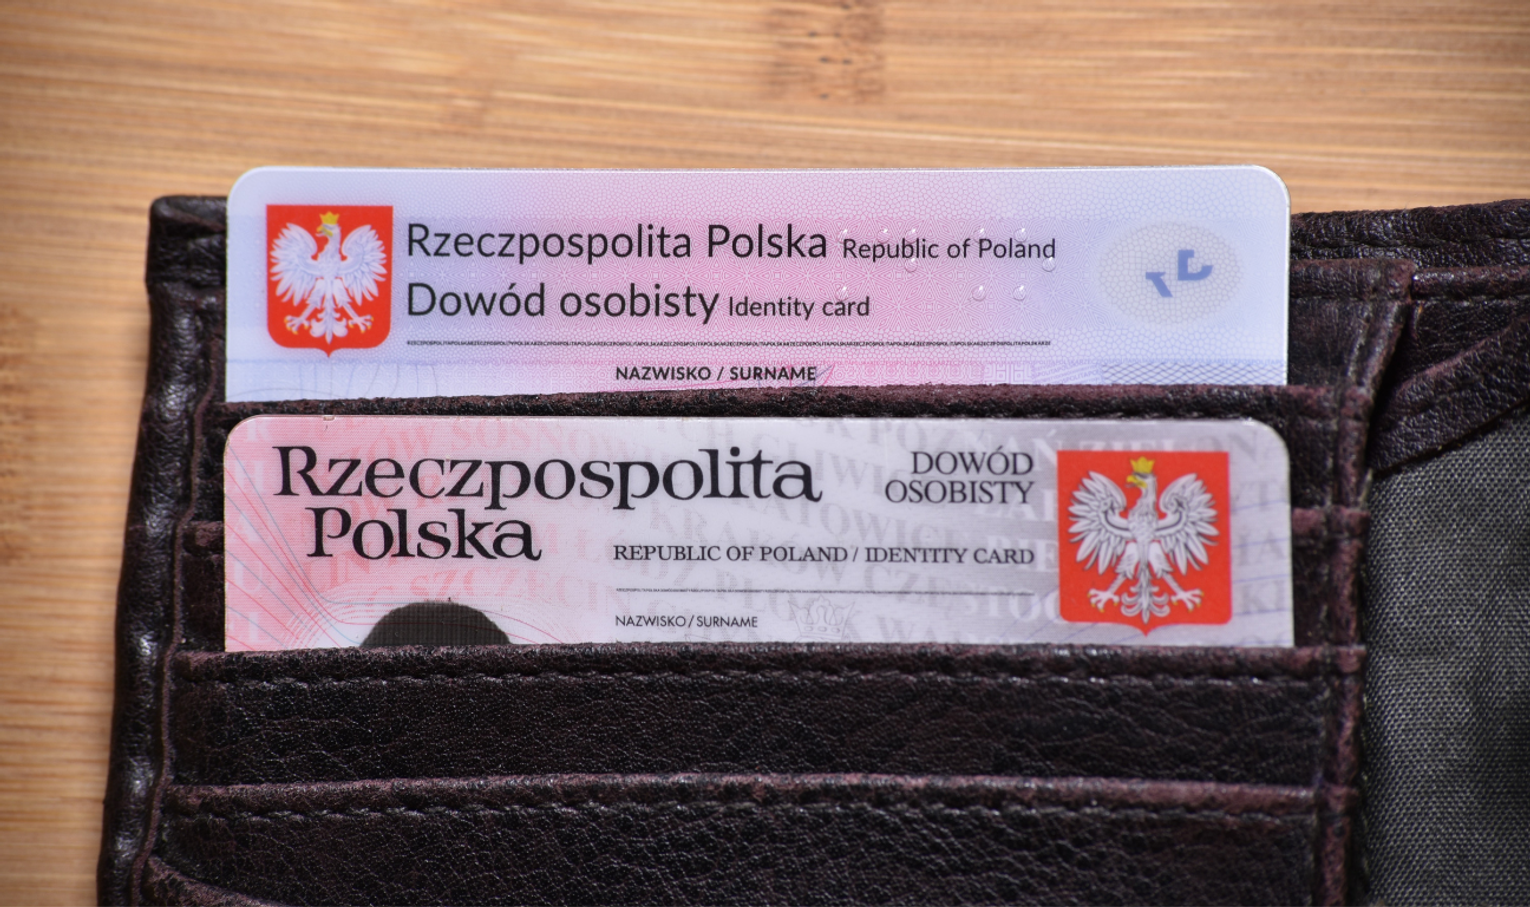 Rzeczpospolita Polska Republic of Poland
Dowód osobisty Identity card
NAZWISKO / SURNAME
Rzeczpospolita
Polska
DOWÓD
OSOBISTY
REPUBLIC OF POLAND / IDENTITY CARD
NAZWISKO / SURNAME